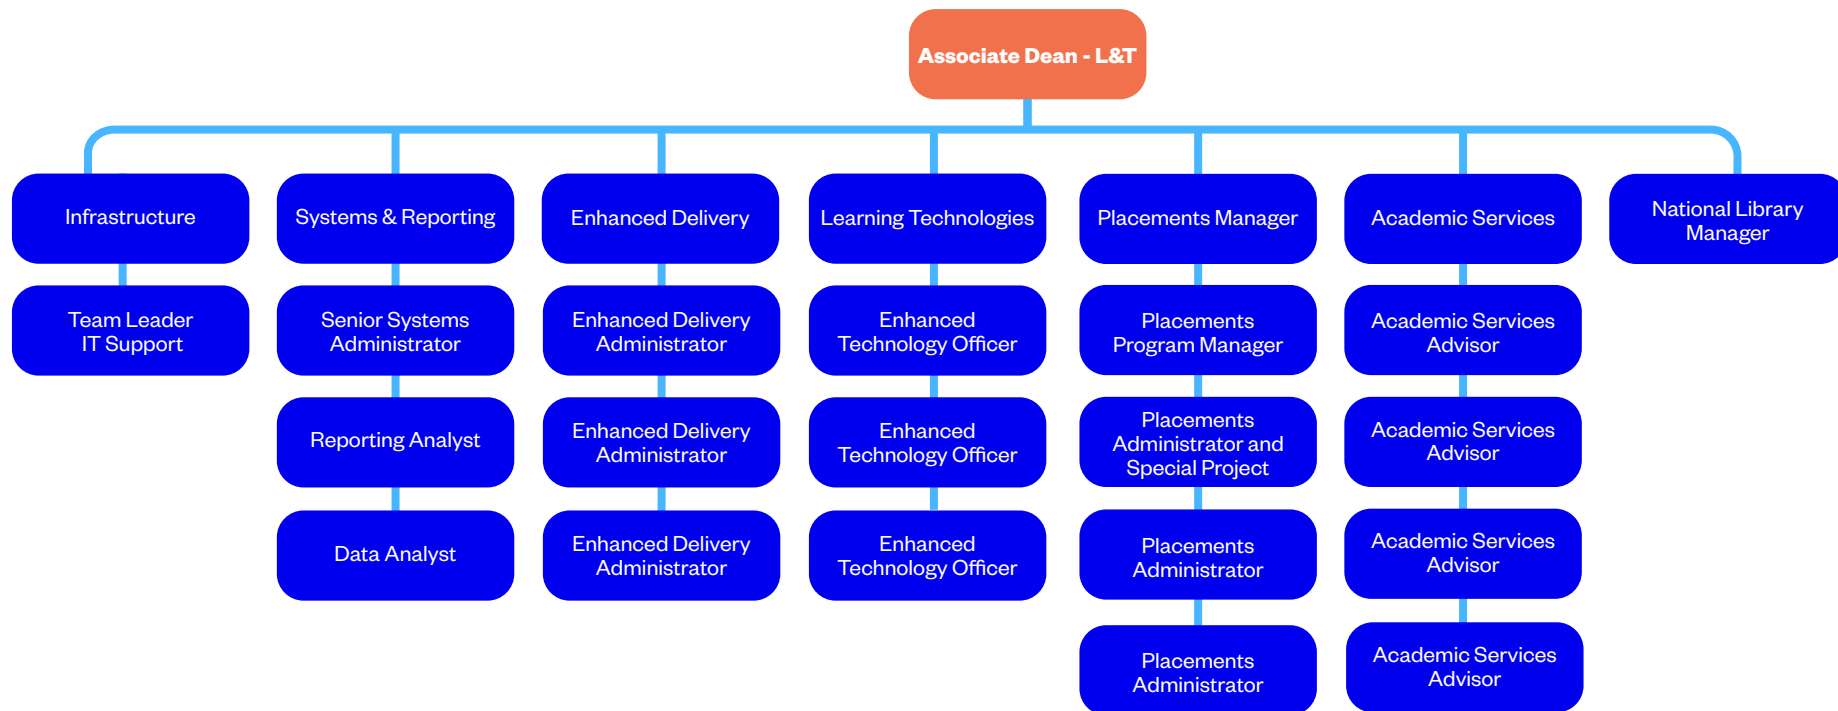 Associate Dean - L&T
Infrastructure
Systems & Reporting
Enhanced Delivery
Learning Technologies
Placements Manager
Academic Services
National Library
Manager
Team Leader
IT Support
Senior Systems
Administrator
Enhanced Delivery
Administrator
Enhanced
Technology Officer
Placements
Program Manager
Academic Services
Advisor
Reporting Analyst
Enhanced Delivery
Administrator
Enhanced
Technology Officer
Placements
Administrator and
Special Project
Academic Services
Advisor
Data Analyst
Enhanced Delivery
Administrator
Enhanced
Technology Officer
Placements
Administrator
Academic Services
Advisor
Placements
Administrator
Academic Services
Advisor